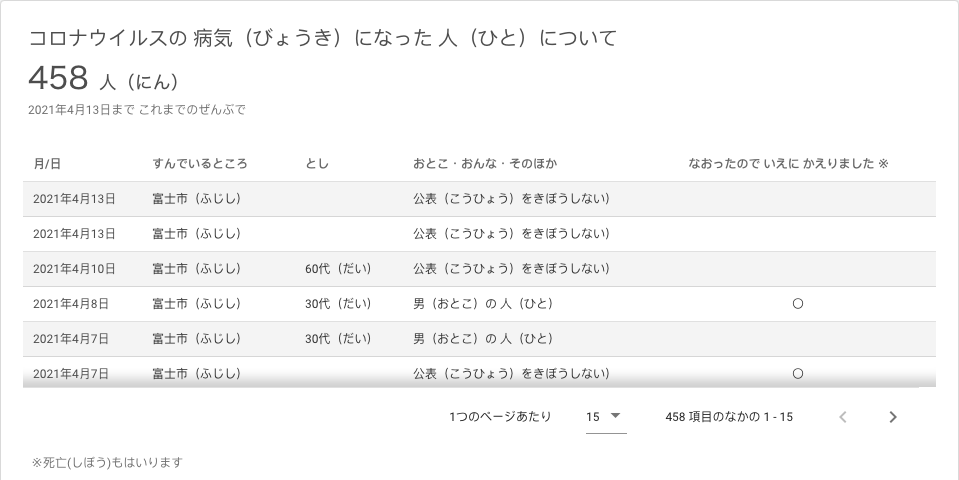 コロナウイルスの 病気（びょうき）になった 人（ひと）について
458 人（にん）
2021年4月13日まで これまでのぜんぶで
月/日 すんでいるところ とし おとこ・おんな・そのほか なおったので いえに かえりました ※
2021年4月13日 富士市（ふじし） 公表（こうひょう）をきぼうしない）
2021年4月13日 富士市（ふじし） 公表（こうひょう）をきぼうしない）
2021年4月10日 富士市（ふじし） 60代（だい） 公表（こうひょう）をきぼうしない）
2021年4月8日 富士市（ふじし） 30代（だい） 男（おとこ）の 人（ひと） ○
2021年4月7日 富士市（ふじし） 30代（だい） 男（おとこ）の 人（ひと）
2021年4月7日 富士市（ふじし） 公表（こうひょう）をきぼうしない） ○
1つのページあたり 15 458 項目のなかの 1 - 15
※死亡(しぼう)もはいります